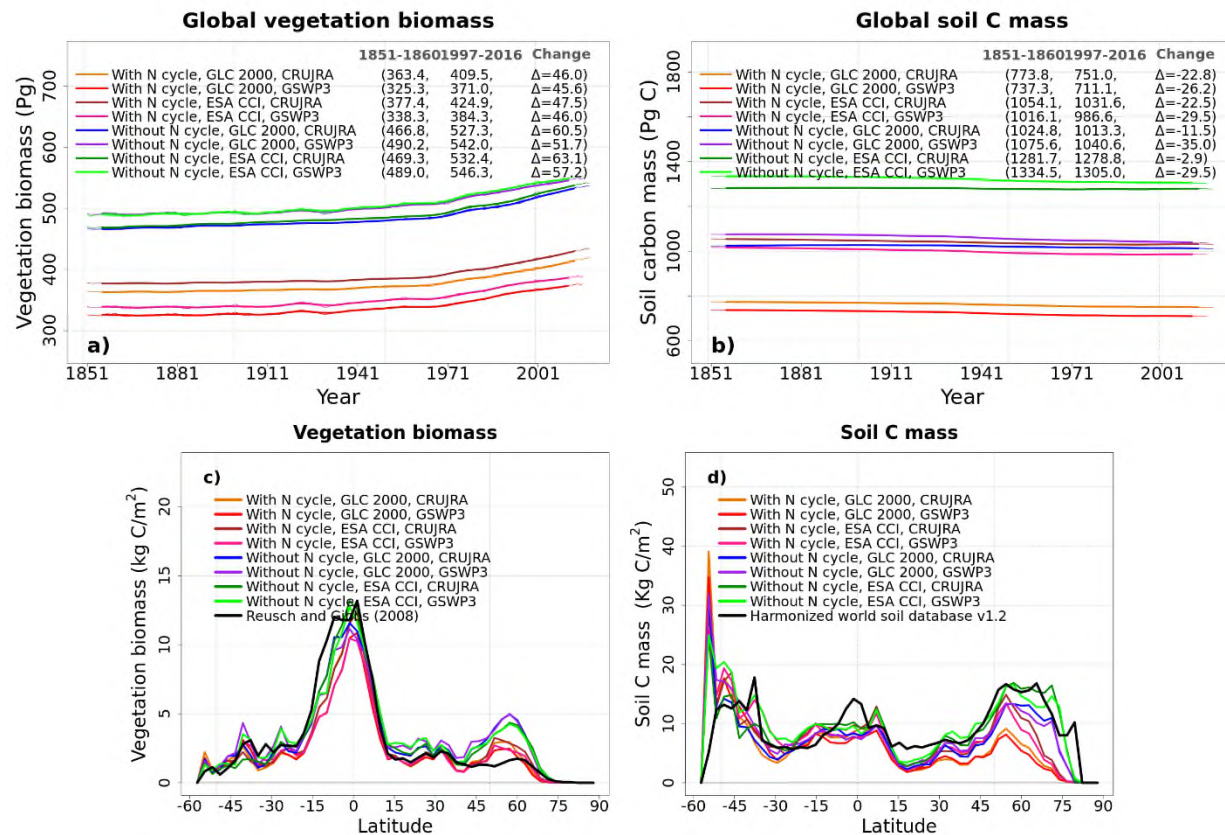 Global vegetation biomass
1851-1860 1997-2016 Change
With N cycle, GLC 2000, CRUJRA (363.4, 409.5, Δ=46.0)
With N cycle, GLC 2000, GSWP3 (325.3, 371.0, Δ=45.6)
With N cycle, ESA CCI, CRUJRA (377.4, 424.9, Δ=47.5)
With N cycle, ESA CCI, GSWP3 (338.3, 384.3, Δ=46.0)
Without N cycle, GLC 2000, CRUJRA (466.8, 527.3, Δ=60.5)
Without N cycle, GLC 2000, GSWP3 (490.2, 542.0, Δ=51.7)
Without N cycle, ESA CCI, CRUJRA (469.3, 532.4, Δ=63.1)
Without N cycle, ESA CCI, GSWP3 (489.0, 546.3, Δ=57.2)
Vegetation biomass (Pg)
700
600
500
400
300
a)
1851 1881 1911 1941 1971 2001
Year
Global soil C mass
1851-1860 1997-2016 Change
With N cycle, GLC 2000, CRUJRA (773.8, 751.0, Δ=-22.8)
With N cycle, GLC 2000, GSWP3 (737.3, 711.1, Δ=-26.2)
With N cycle, ESA CCI, CRUJRA (1054.1, 1031.6, Δ=-22.5)
With N cycle, ESA CCI, GSWP3 (1016.1, 986.6, Δ=-29.5)
Without N cycle, GLC 2000, CRUJRA (1024.8, 1013.3, Δ=-11.5)
Without N cycle, GLC 2000, GSWP3 (1075.6, 1040.6, Δ=-35.0)
Without N cycle, ESA CCI, CRUJRA (1281.7, 1278.8, Δ=-2.9)
Without N cycle, ESA CCI, GSWP3 (1334.5, 1305.0, Δ=-29.5)
Soil carbon mass (Pg C)
1800
1400
1000
600
b)
1851 1881 1911 1941 1971 2001
Year
Vegetation biomass
c)
With N cycle, GLC 2000, CRUJRA
With N cycle, GLC 2000, GSWP3
With N cycle, ESA CCI, CRUJRA
With N cycle, ESA CCI, GSWP3
Without N cycle, GLC 2000, CRUJRA
Without N cycle, GLC 2000, GSWP3
Without N cycle, ESA CCI, CRUJRA
Without N cycle, ESA CCI, GSWP3
Reusch and (2008)
Vegetation biomass (kg C/m²)
20
15
10
5
0
-60 -45 -30 -15 0 15 30 45 60 90
Latitude
Soil C mass
d)
With N cycle, GLC 2000, CRUJRA
With N cycle, GLC 2000, GSWP3
With N cycle, ESA CCI, CRUJRA
With N cycle, ESA CCI, GSWP3
Without N cycle, GLC 2000, CRUJRA
Without N cycle, GLC 2000, GSWP3
Without N cycle, ESA CCI, CRUJRA
Without N cycle, ESA CCI, GSWP3
Harmonized world soil database v1.2
Soil C mass (Kg C/m²)
50
40
30
20
10
0
-60 -45 -30 -15 0 15 30 45 60 90
Latitude